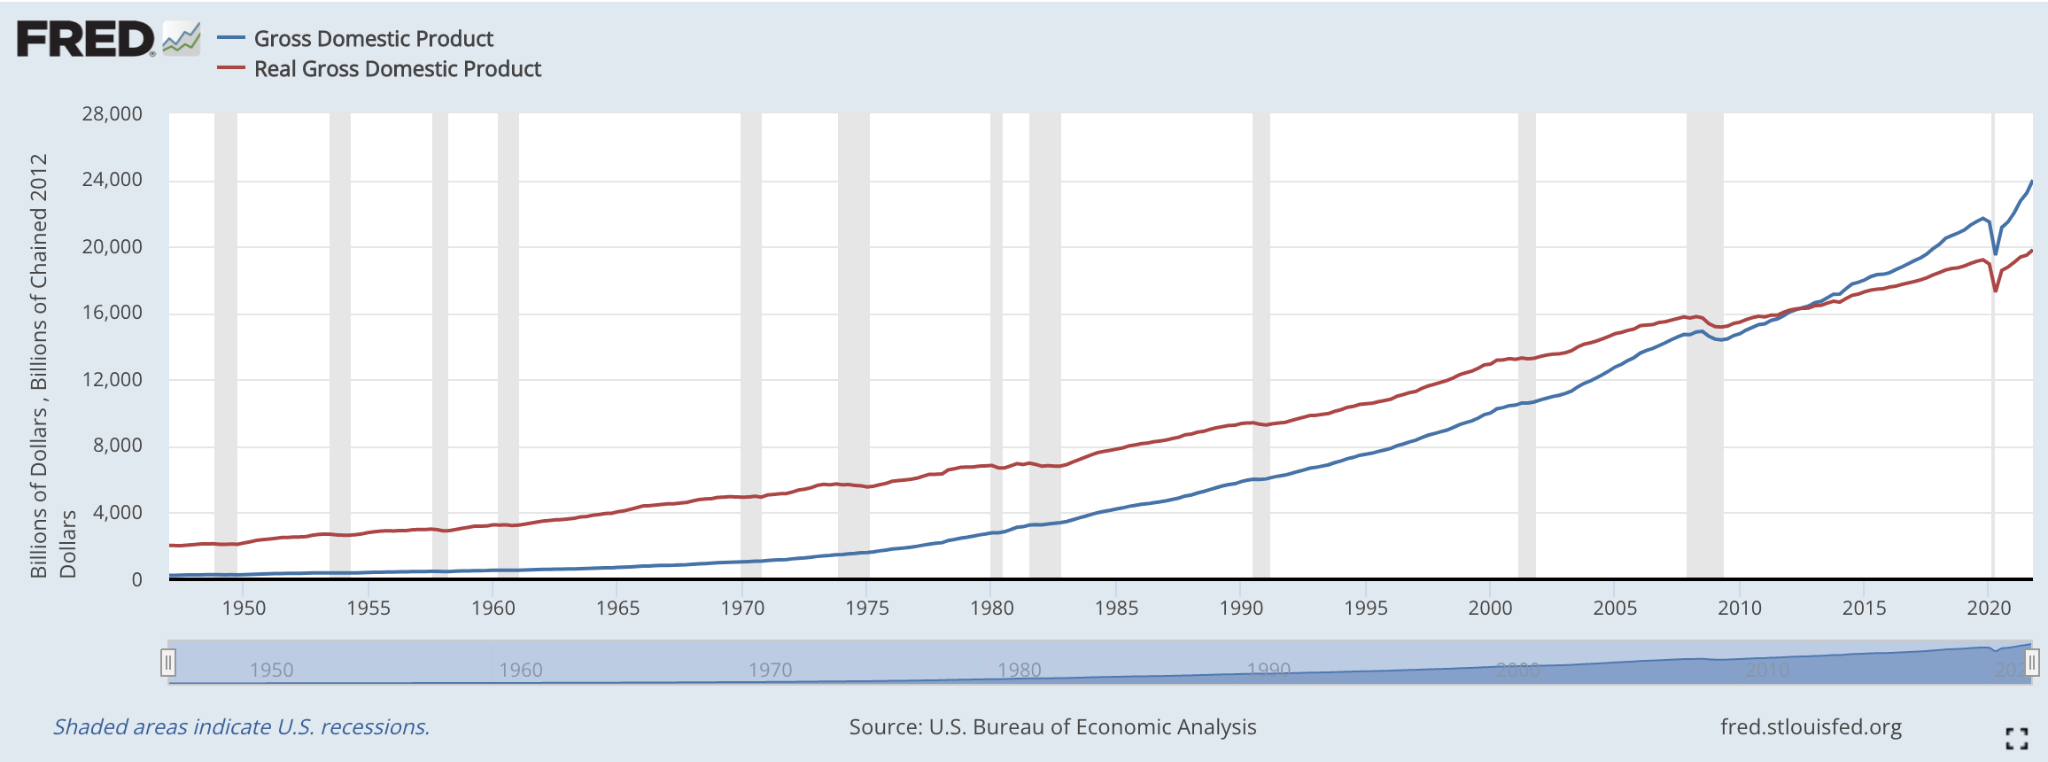 FRED
Gross Domestic Product
Real Gross Domestic Product
Billions of Dollars , Billions of Chained 2012
Dollars
28,000
24,000
20,000
16,000
12,000
8,000
4,000
0
1950 1955 1960 1965 1970 1975 1980 1985 1990 1995 2000 2005 2010 2015 2020
1950 1960 1970 1980 1990 2000 2010
Shaded areas indicate U.S. recessions.
Source: U.S. Bureau of Economic Analysis
fred.stlouisfed.org